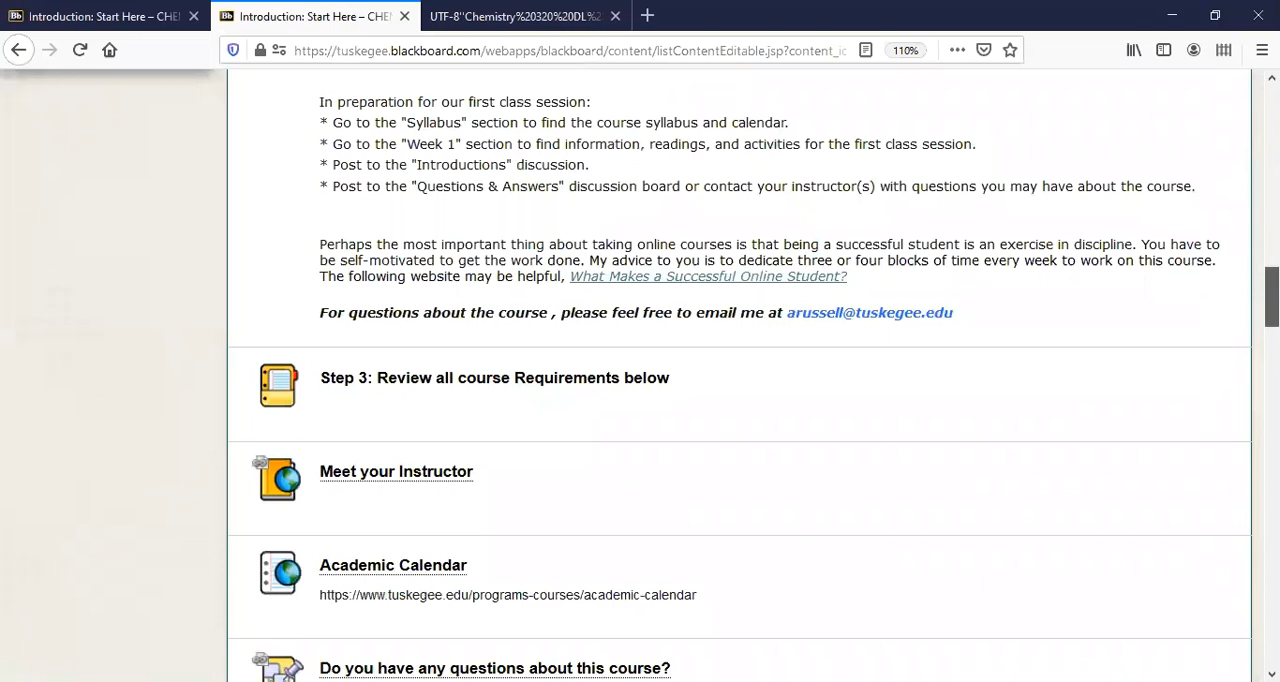 Introduction: Start Here – CHE
Introduction: Start Here – CHE
UTF-8''Chemistry%20320%20DL%2
https://tuskegee.blackboard.com/webapps/blackboard/content/listContentEditable.jsp?content_ic
110%
In preparation for our first class session:
* Go to the "Syllabus" section to find the course syllabus and calendar.
* Go to the "Week 1" section to find information, readings, and activities for the first class session.
* Post to the "Introductions" discussion.
* Post to the "Questions & Answers" discussion board or contact your instructor(s) with questions you may have about the course.
Perhaps the most important thing about taking online courses is that being a successful student is an exercise in discipline. You have to
be self-motivated to get the work done. My advice to you is to dedicate three or four blocks of time every week to work on this course.
The following website may be helpful, What Makes a Successful Online Student?
For questions about the course , please feel free to email me at arussell@tuskegee.edu
Step 3: Review all course Requirements below
Meet your Instructor
Academic Calendar
https://www.tuskegee.edu/programs-courses/academic-calendar
Do you have any questions about this course?